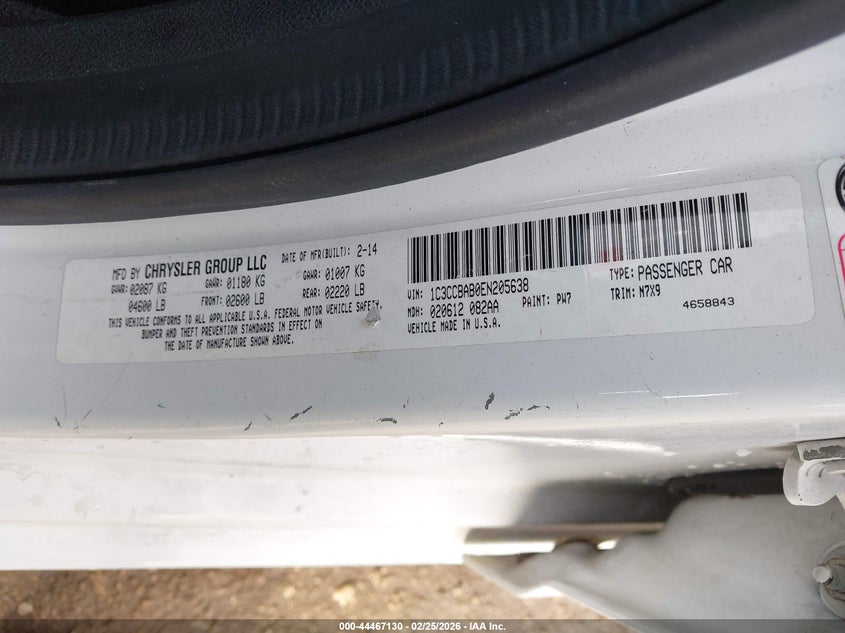 MFD BY CHRYSLER GROUP LLC DATE OF MFR(BUILT): 2-14
GVWR: 02087 KG GAWR: 01180 KG GAWR: 01007 KG
04600 LB FRONT: 02600 LB REAR: 02220 LB
THIS VEHICLE CONFORMS TO ALL APPLICABLE U.S.A. FEDERAL MOTOR VEHICLE SAFETY,
BUMPER AND THEFT PREVENTION STANDARDS IN EFFECT ON
THE DATE OF MANUFACTURE SHOWN ABOVE.
VIN: 1C3CCBAB0EN205638 TYPE: PASSENGER CAR
MDH: 020612 082AA PAINT: PW7 TRIM: N7X9
VEHICLE MADE IN U.S.A. 4658843
000-44467130 - 02/25/2026 - IAA Inc.